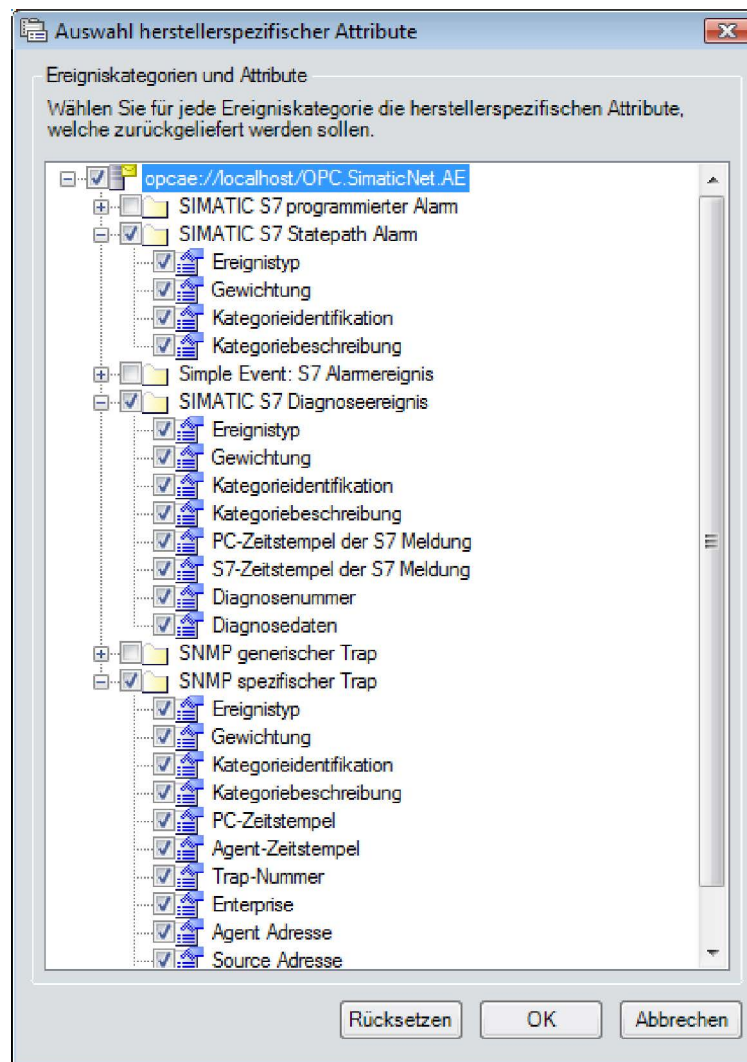 Auswahl herstellerspezifischer Attribute
Ereigniskategorien und Attribute
Wählen Sie für jede Ereigniskategorie die herstellerspezifischen Attribute,
welche zurückgeliefert werden sollen.
opcae://localhost/OPC.SimaticNet.AE
SIMATIC S7 programmierter Alarm
SIMATIC S7 Statepath Alarm
Ereignistyp
Gewichtung
Kategorieidentifikation
Kategoriebeschreibung
Simple Event: S7 Alarmereignis
SIMATIC S7 Diagnoseereignis
Ereignistyp
Gewichtung
Kategorieidentifikation
Kategoriebeschreibung
PC-Zeitstempel der S7 Meldung
S7-Zeitstempel der S7 Meldung
Diagnosenummer
Diagnosedaten
SNMP generischer Trap
SNMP spezifischer Trap
Ereignistyp
Gewichtung
Kategorieidentifikation
Kategoriebeschreibung
PC-Zeitstempel
Agent-Zeitstempel
Trap-Nummer
Enterprise
Agent Adresse
Source Adresse
Rücksetzen OK Abbrechen